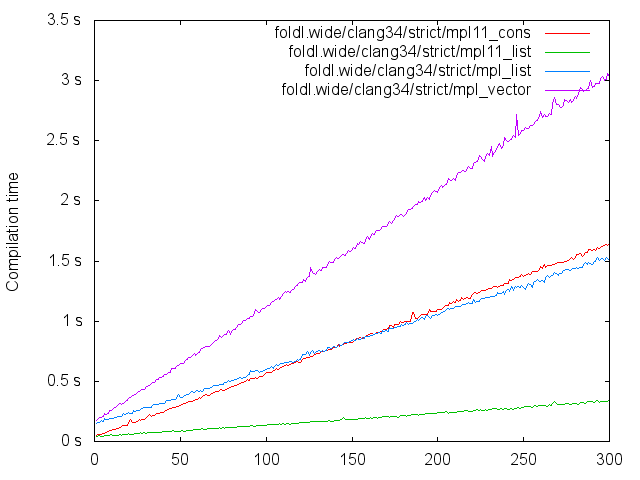 foldl.wide/clang34/strict/mpl11_cons
foldl.wide/clang34/strict/mpl11_list
foldl.wide/clang34/strict/mpl_list
foldl.wide/clang34/strict/mpl_vector
Compilation time
3.5 s
3 s
2.5 s
2 s
1.5 s
1 s
0.5 s
0 s
0 50 100 150 200 250 300